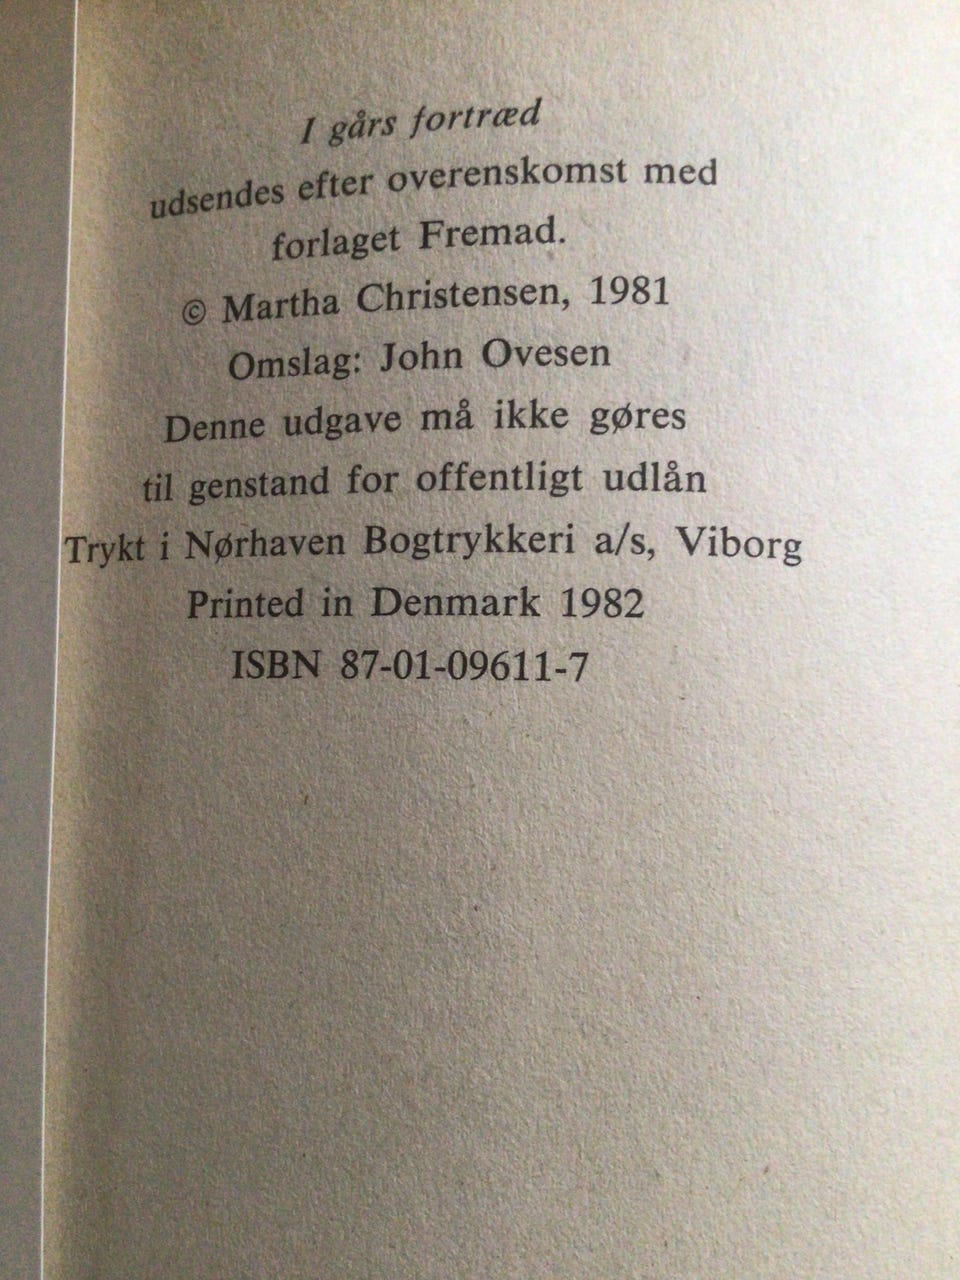 I gårs fortræd
udsendes efter overenskomst med
forlaget Fremad.
© Martha Christensen, 1981
Omslag: John Ovesen
Denne udgave må ikke gøres
til genstand for offentligt udlån
Trykt i Nørhaven Bogtrykkeri a/s, Viborg
Printed in Denmark 1982
ISBN 87-01-09611-7